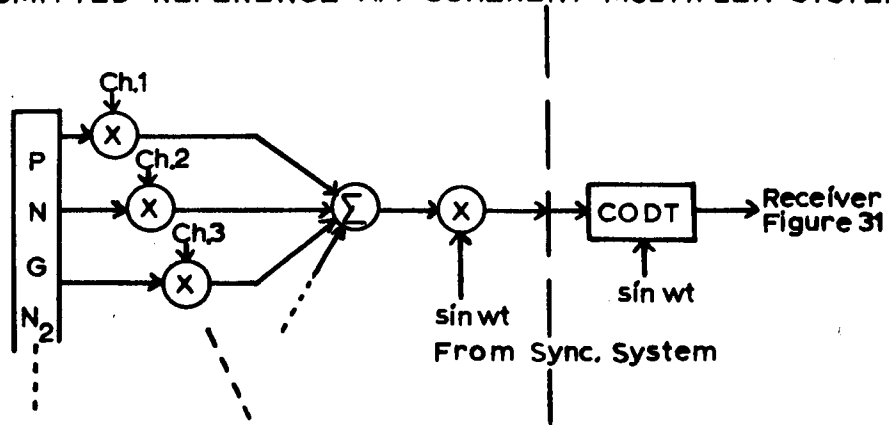 Ch.1
X
Ch.2
X
Ch.3
X
P
N
G
N2
Σ
X
sin wt
CODT
sin wt
Receiver
Figure 31
From Sync. System